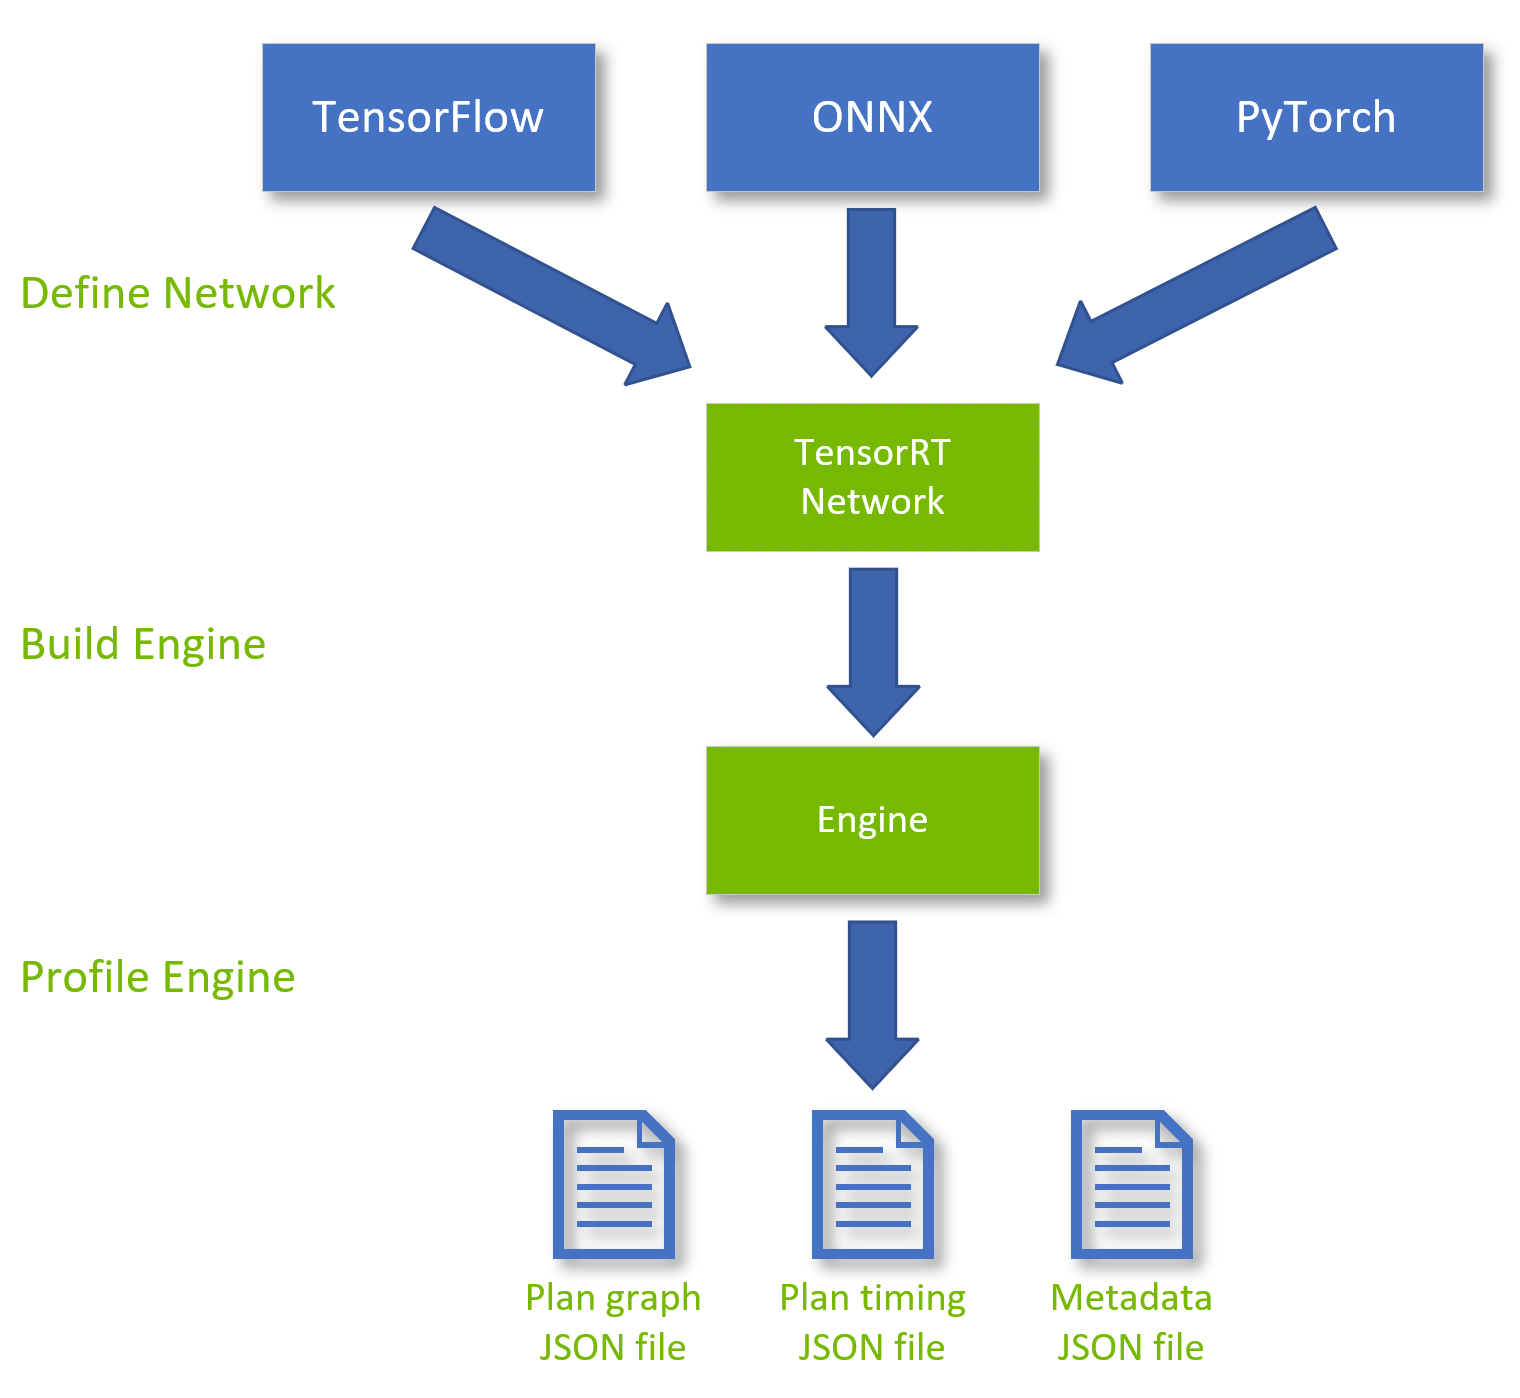 TensorFlow
ONNX
PyTorch
Define Network
TensorRT
Network
Build Engine
Engine
Profile Engine
Plan graph
JSON file
Plan timing
JSON file
Metadata
JSON file